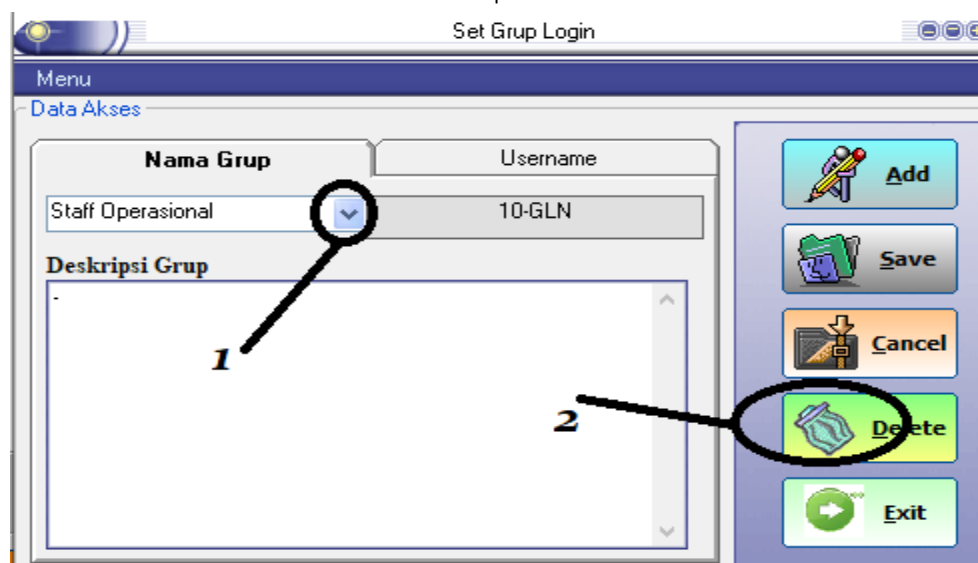 Set Grup Login
Menu
Data Akses
Nama Grup
Username
Staff Operasional
10-GLN
Deskripsi Grup
-
1
2
Add
Save
Cancel
Delete
Exit